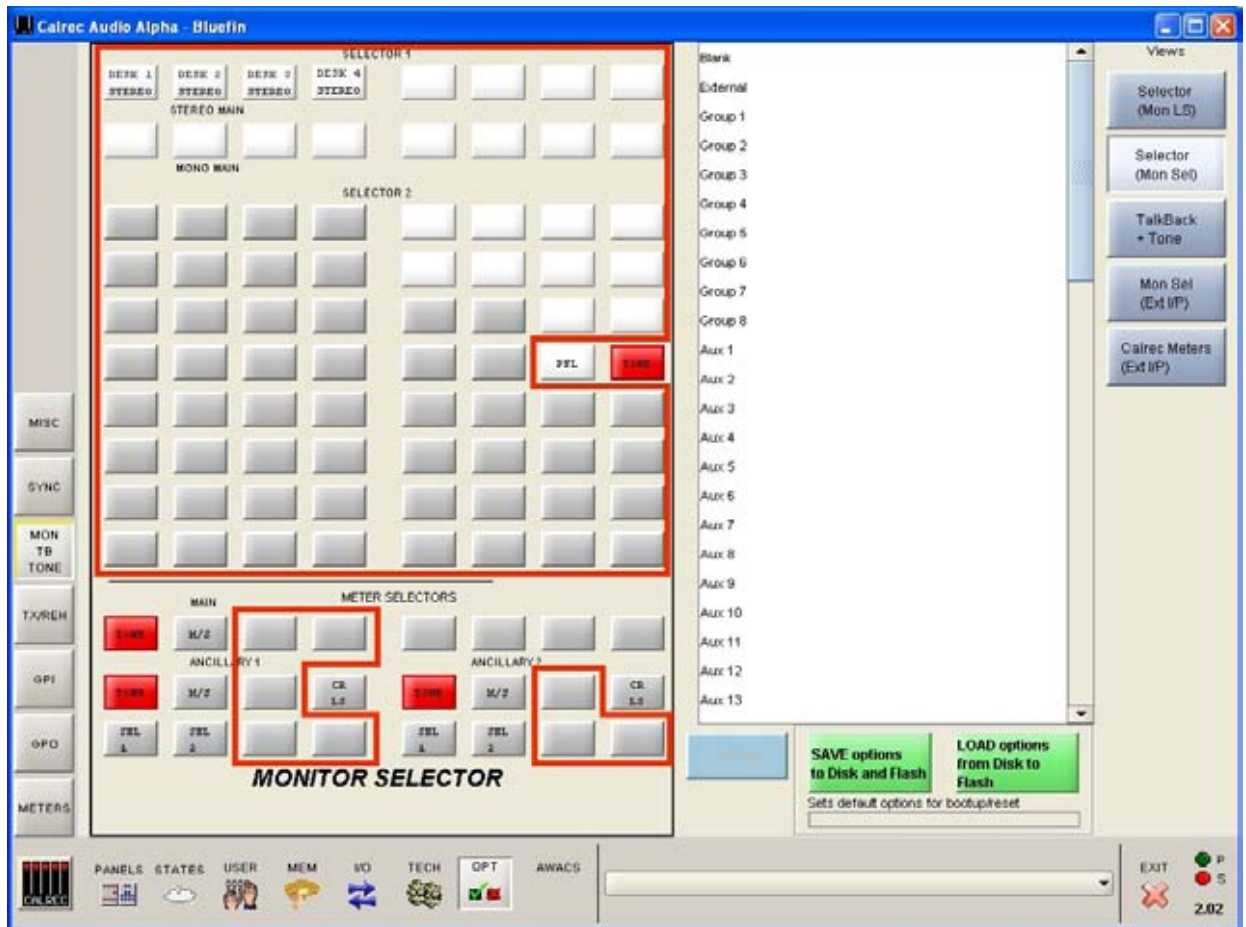 Calrec Audio Alpha - Bluefin
SELECTOR 1
DESK 1 STEREO
DESK 2 STEREO
DESK 3 STEREO
DESK 4 STEREO
STEREO MAIN
MONO MAIN
SELECTOR 2
PFL
TONE
METER SELECTORS
MAIN
TONE
M/S
ANCILLARY 1
ANCILLARY 2
TONE
M/S
CR LS
TONE
M/S
CR LS
SEL 1
SEL 2
SEL 1
SEL 2
MONITOR SELECTOR
MISC
SYNC
MON TB TONE
TX/REH
GPI
GPO
METERS
Blank
External
Group 1
Group 2
Group 3
Group 4
Group 5
Group 6
Group 7
Group 8
Aux 1
Aux 2
Aux 3
Aux 4
Aux 5
Aux 6
Aux 7
Aux 8
Aux 9
Aux 10
Aux 11
Aux 12
Aux 13
SAVE options to Disk and Flash
LOAD options from Disk to Flash
Sets default options for bootup/reset
Views
Selector (Mon LS)
Selector (Mon Sel)
TalkBack + Tone
Mon Sel (Ext I/P)
Calrec Meters (Ext I/P)
CALREC
PANELS
STATES
USER
MEM
I/O
TECH
OPT
AWACS
EXIT
P
S
2.02